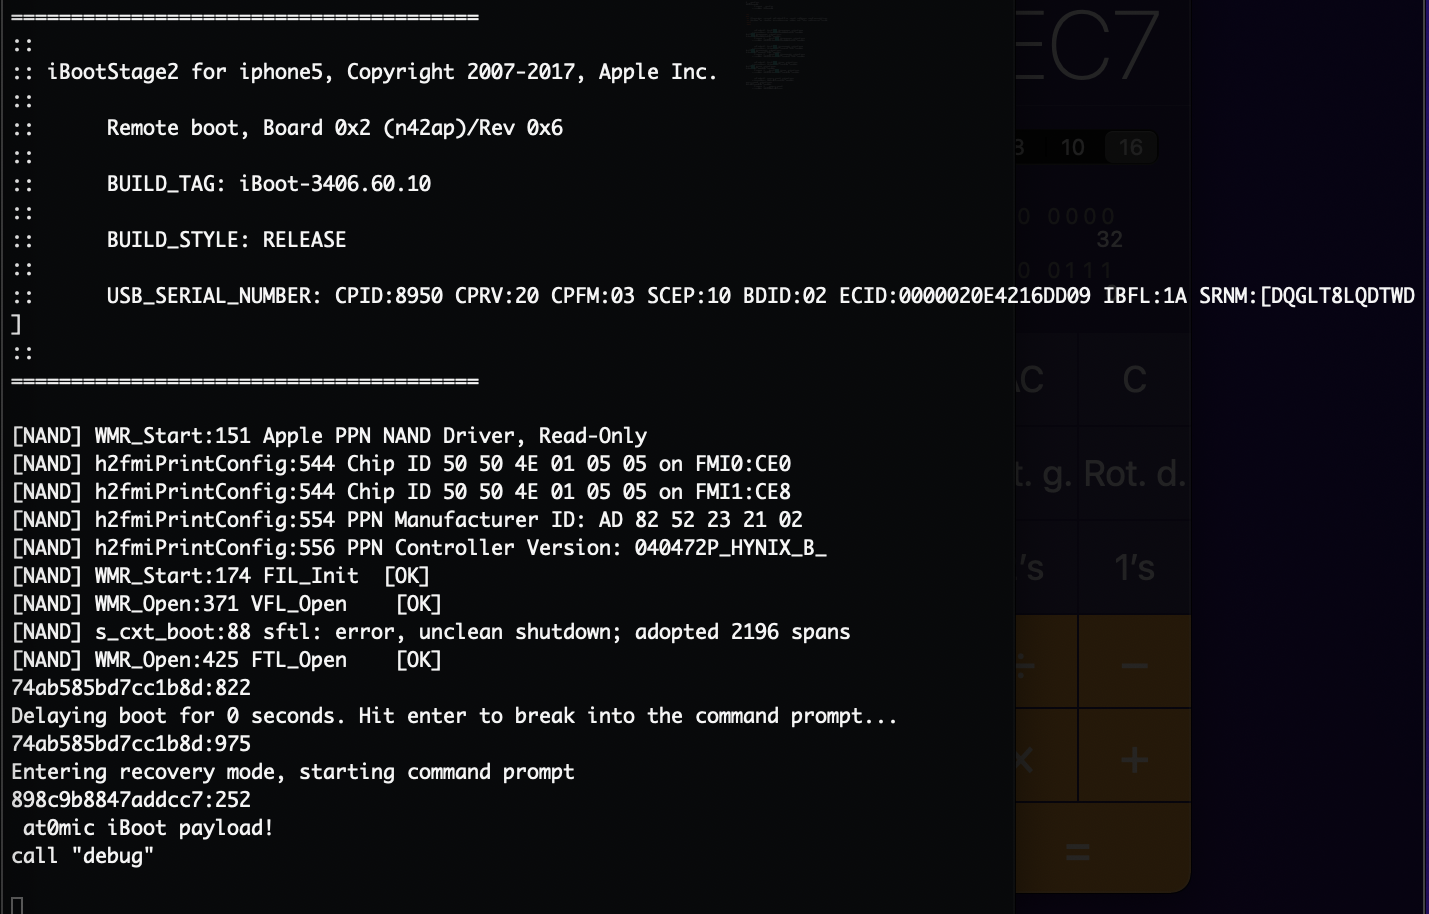 =======================================
::
:: iBootStage2 for iphone5, Copyright 2007-2017, Apple Inc.
::
::      Remote boot, Board 0x2 (n42ap)/Rev 0x6
::
::      BUILD_TAG: iBoot-3406.60.10
::
::      BUILD_STYLE: RELEASE
::
::      USB_SERIAL_NUMBER: CPID:8950 CPRV:20 CPFM:03 SCEP:10 BDID:02 ECID:0000020E4216DD09 IBFL:1A SRNM:[DQGLT8LQDTWD
]
::
=======================================
[NAND] WMR_Start:151 Apple PPN NAND Driver, Read-Only
[NAND] h2fmiPrintConfig:544 Chip ID 50 50 4E 01 05 05 on FMI0:CE0
[NAND] h2fmiPrintConfig:544 Chip ID 50 50 4E 01 05 05 on FMI1:CE8
[NAND] h2fmiPrintConfig:554 PPN Manufacturer ID: AD 82 52 23 21 02
[NAND] h2fmiPrintConfig:556 PPN Controller Version: 040472P_HYNIX_B_
[NAND] WMR_Start:174 FIL_Init  [OK]
[NAND] WMR_Open:371 VFL_Open    [OK]
[NAND] s_cxt_boot:88 sftl: error, unclean shutdown; adopted 2196 spans
[NAND] WMR_Open:425 FTL_Open    [OK]
74ab585bd7cc1b8d:822
Delaying boot for 0 seconds. Hit enter to break into the command prompt...
74ab585bd7cc1b8d:975
Entering recovery mode, starting command prompt
898c9b8847addcc7:252
 at0mic iBoot payload!
call "debug"
EC7
10 16
0000
32
0111
C
g. Rot. d.
1's
−
+
=